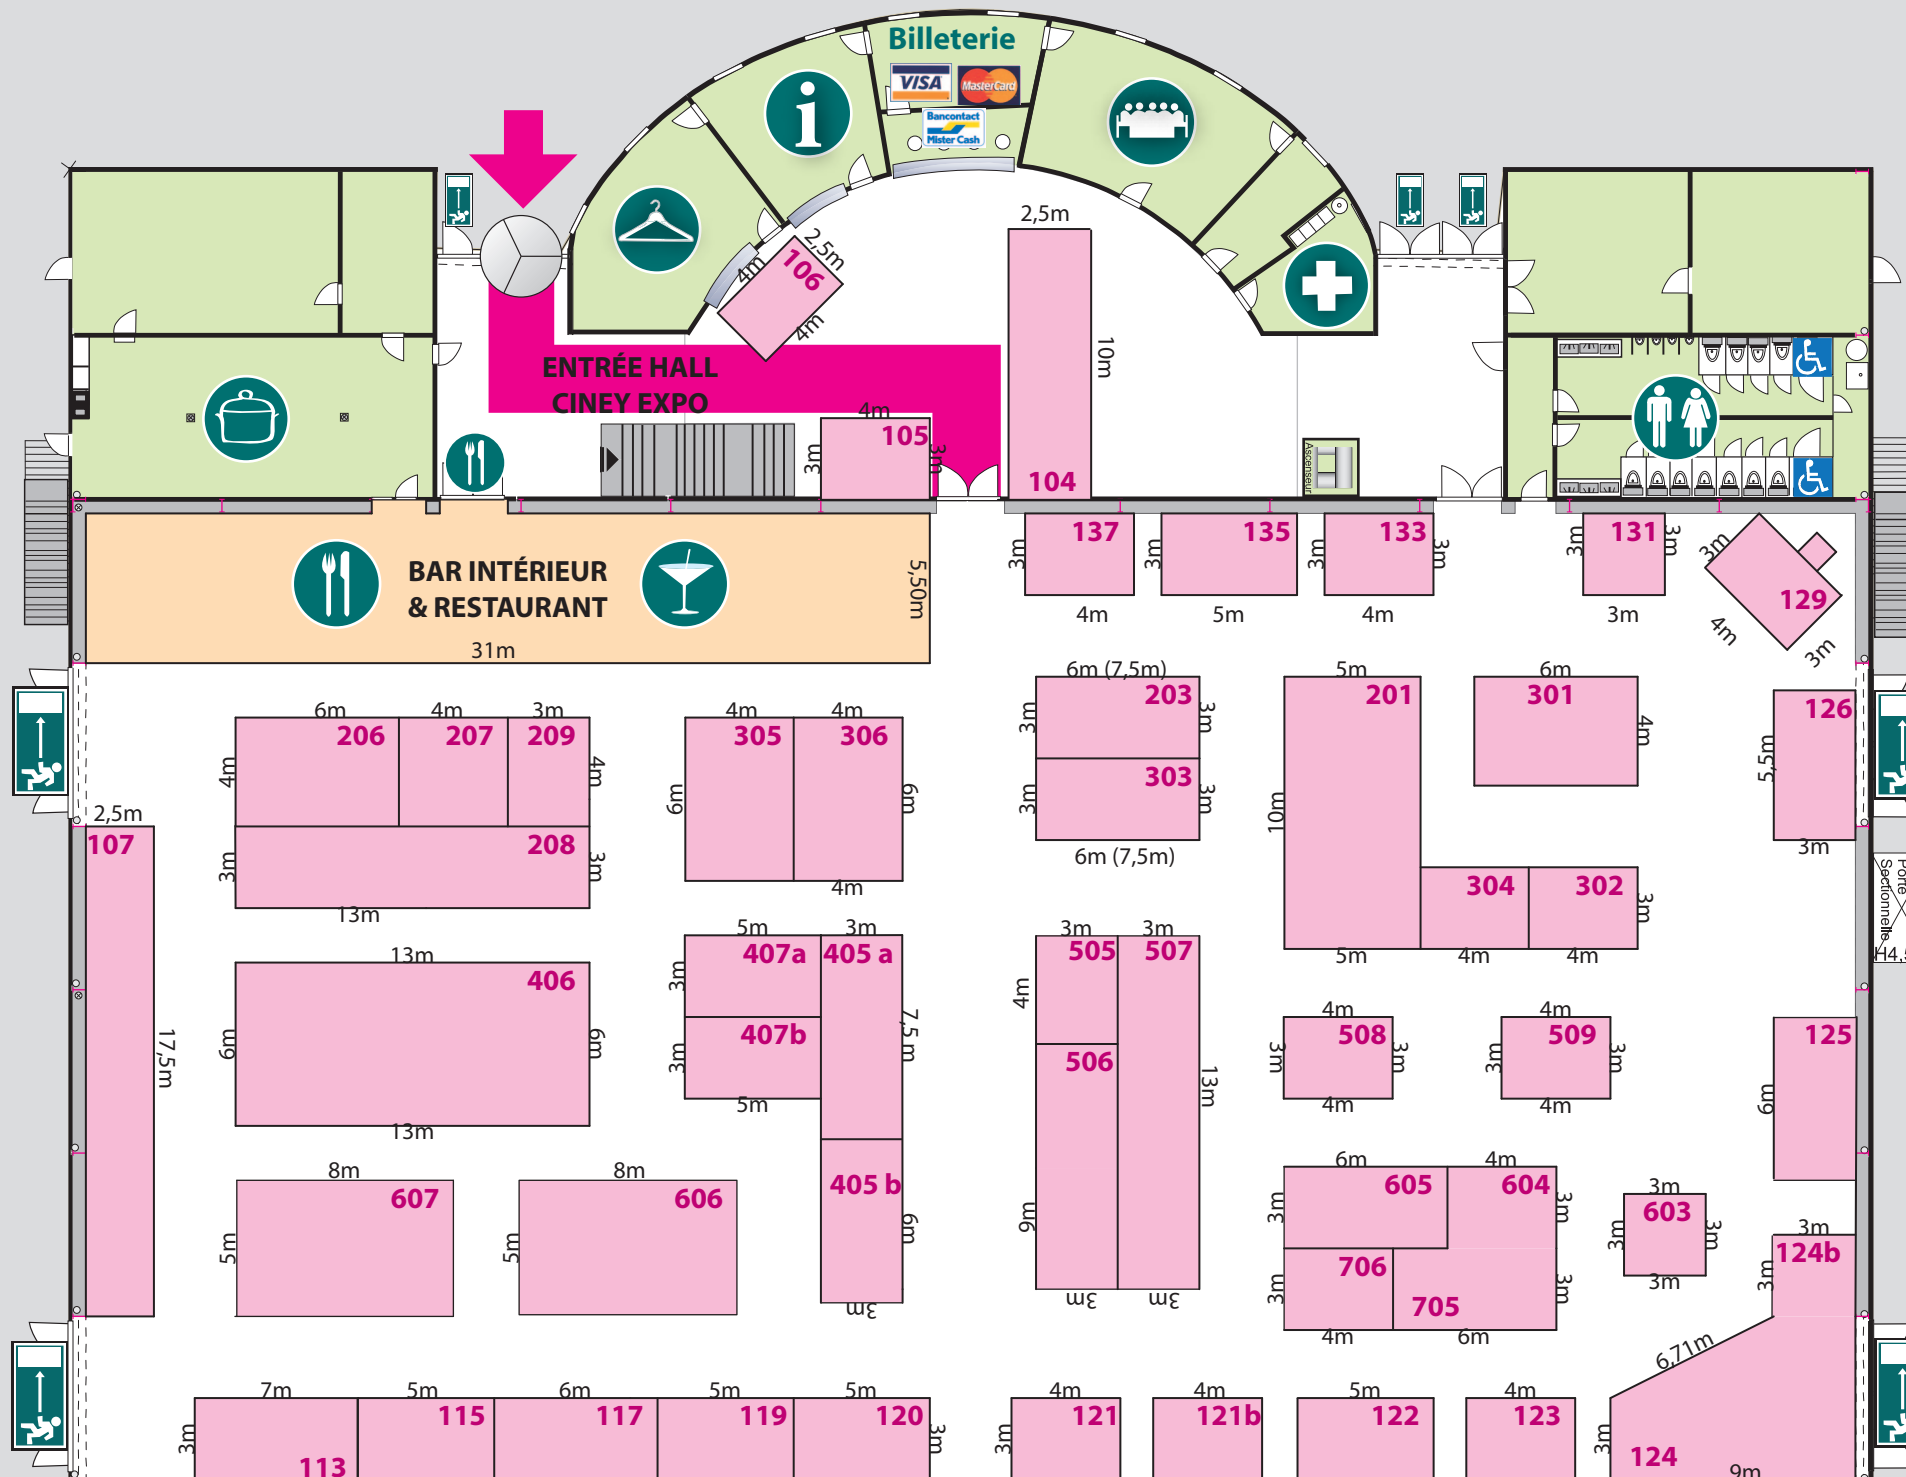 Billeterie
VISA
MasterCard
Bancontact
Mister Cash
2,5m
10m
104
4m
2,5m
106
4m
ENTRÉE HALL
CINEY EXPO
4m
3m
105
3m
Ascenseur
BAR INTÉRIEUR
& RESTAURANT
5,50m
31m
3m
137
4m
3m
135
5m
3m
133
3m
4m
3m
131
3m
3m
3m
129
4m
3m
6m
4m
3m
206
207
209
4m
4m
208
3m
3m
13m
4m
4m
305
306
6m
6m
4m
6m (7,5m)
203
3m
3m
303
3m
3m
6m (7,5m)
5m
201
10m
5m
6m
301
4m
304
302
3m
4m
4m
126
5,5m
3m
Porte
Sectionnelle
H4,5
2,5m
107
17,5m
13m
406
6m
6m
13m
5m
3m
407a
405 a
3m
407b
3m
5m
7,5 m
405 b
6m
3m
3m
3m
505
507
4m
506
13m
9m
3m
3m
4m
508
3m
3m
4m
4m
509
3m
3m
4m
125
6m
8m
607
5m
8m
606
5m
6m
4m
605
604
3m
3m
706
705
3m
3m
4m
6m
3m
603
3m
3m
3m
3m
124b
3m
6,71m
7m
5m
6m
5m
5m
3m
113
115
117
119
120
3m
4m
4m
5m
4m
3m
121
121b
122
123
3m
124
9m